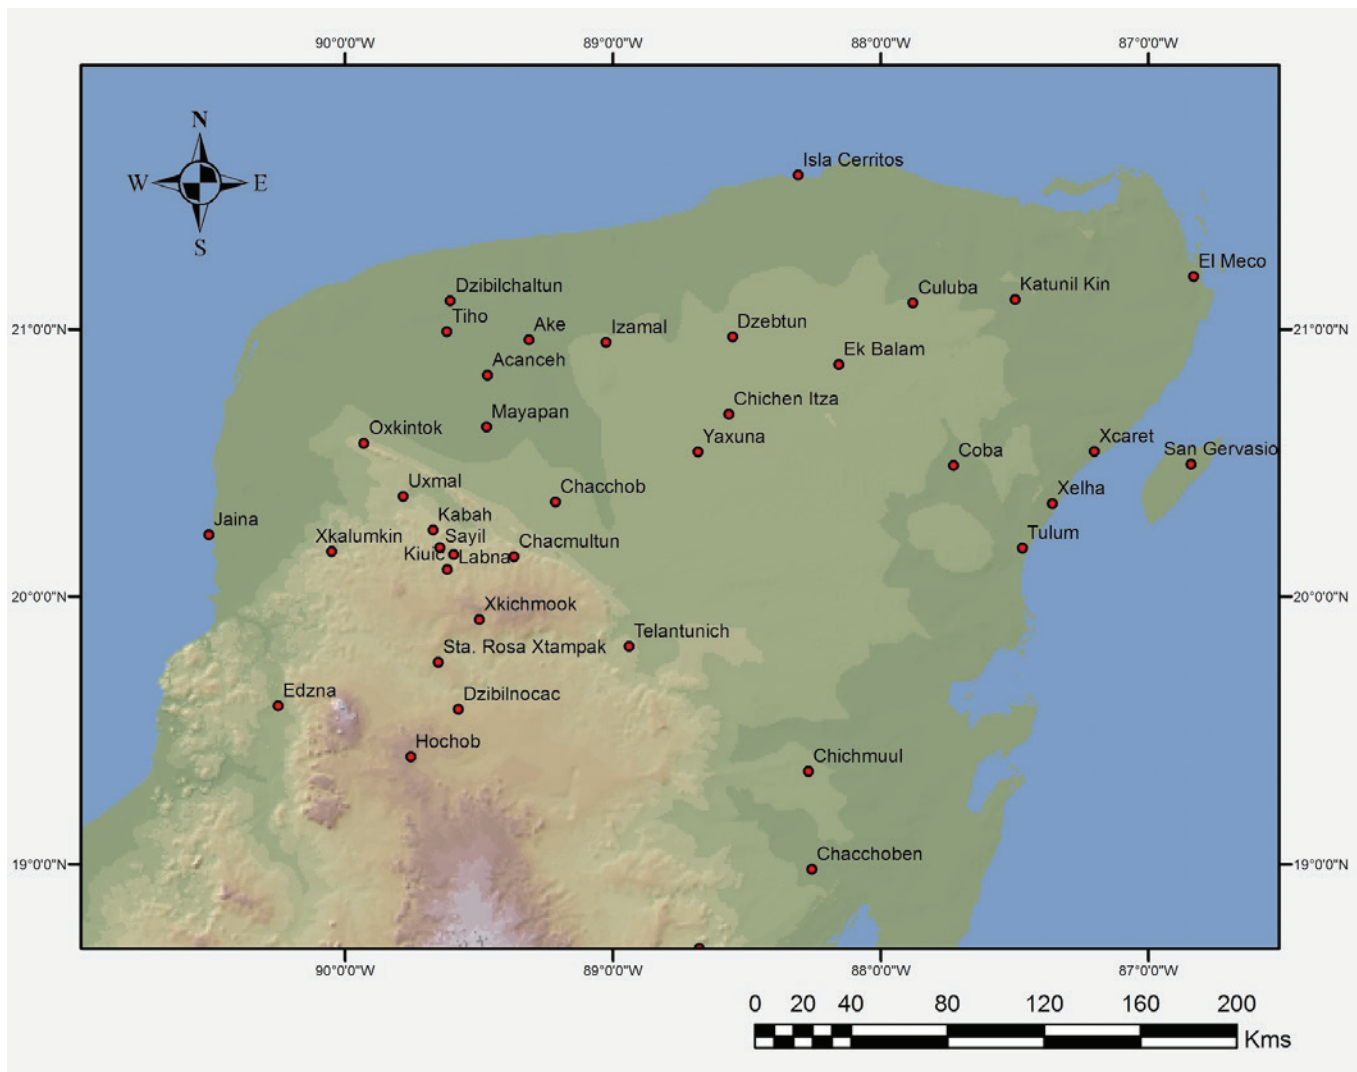 90°0'0"W 89°0'0"W 88°0'0"W 87°0'0"W
N
W E
S
Isla Cerritos
El Meco
Dzibilchaltun
Culuba
Katunil Kin
Tiho
Ake
Izamal
Dzebtun
21°0'0"N 21°0'0"N
Acanceh
Ek Balam
Mayapan
Chichen Itza
Oxkintok
Yaxuna
Coba
Xcaret
San Gervasio
Uxmal
Chacchob
Xelha
Jaina
Kabah
Xkalumkin
Sayil
Chacmultun
Tulum
Kiuic
Labna
20°0'0"N 20°0'0"N
Xkichmook
Telantunich
Sta. Rosa Xtampak
Edzna
Dzibilnocac
Hochob
Chichmuul
Chacchoben
19°0'0"N 19°0'0"N
90°0'0"W 89°0'0"W 88°0'0"W 87°0'0"W
0 20 40 80 120 160 200
Kms